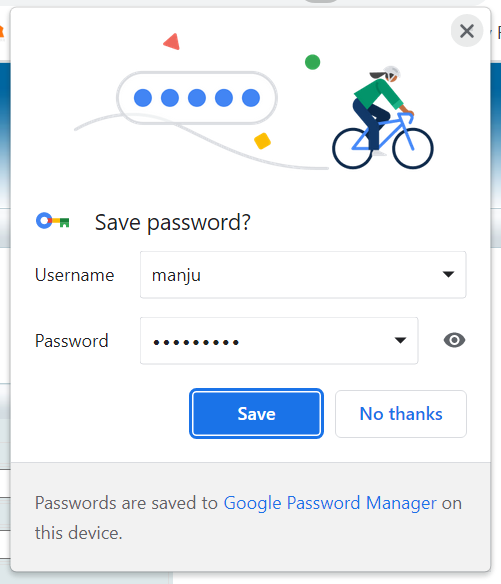 Save password?
Username
manju
Password
•••••••••
Save
No thanks
Passwords are saved to Google Password Manager on
this device.